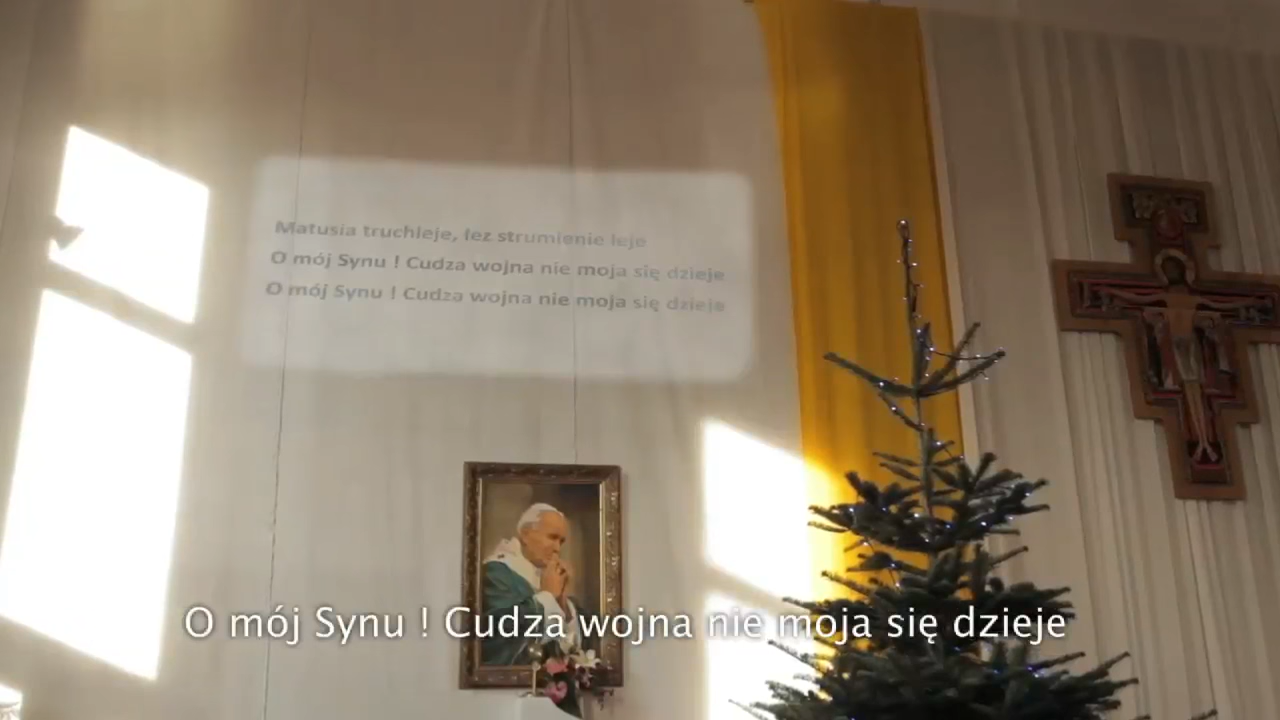 Matusia truchleje, łez strumienie leje
O mój Synu ! Cudza wojna nie moja się dzieje
O mój Synu ! Cudza wojna nie moja się dzieje
O mój Synu ! Cudza wojna nie moja się dzieje